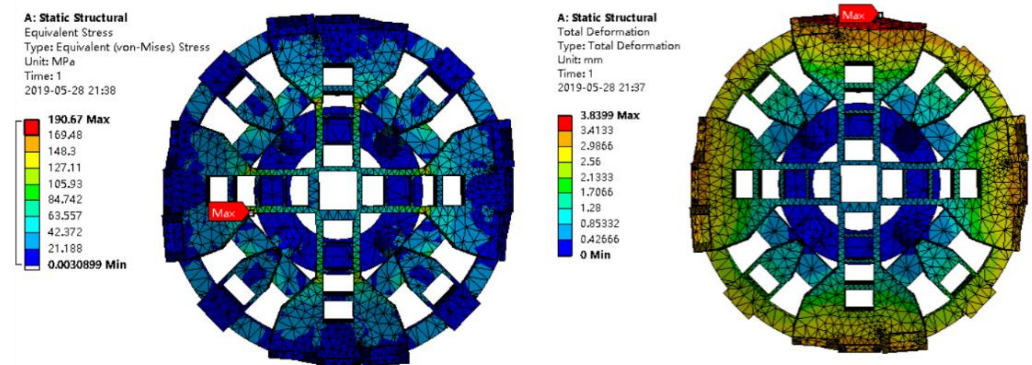 A: Static Structural
Equivalent Stress
Type: Equivalent (von-Mises) Stress
Unit: MPa
Time: 1
2019-05-28 21:38
190.67 Max
169.48
148.3
127.11
105.93
84.742
63.557
42.372
21.188
0.0030899 Min
Max
A: Static Structural
Total Deformation
Type: Total Deformation
Unit: mm
Time: 1
2019-05-28 21:37
3.8399 Max
3.4133
2.9866
2.56
2.1333
1.7066
1.28
0.85332
0.42666
0 Min
Max